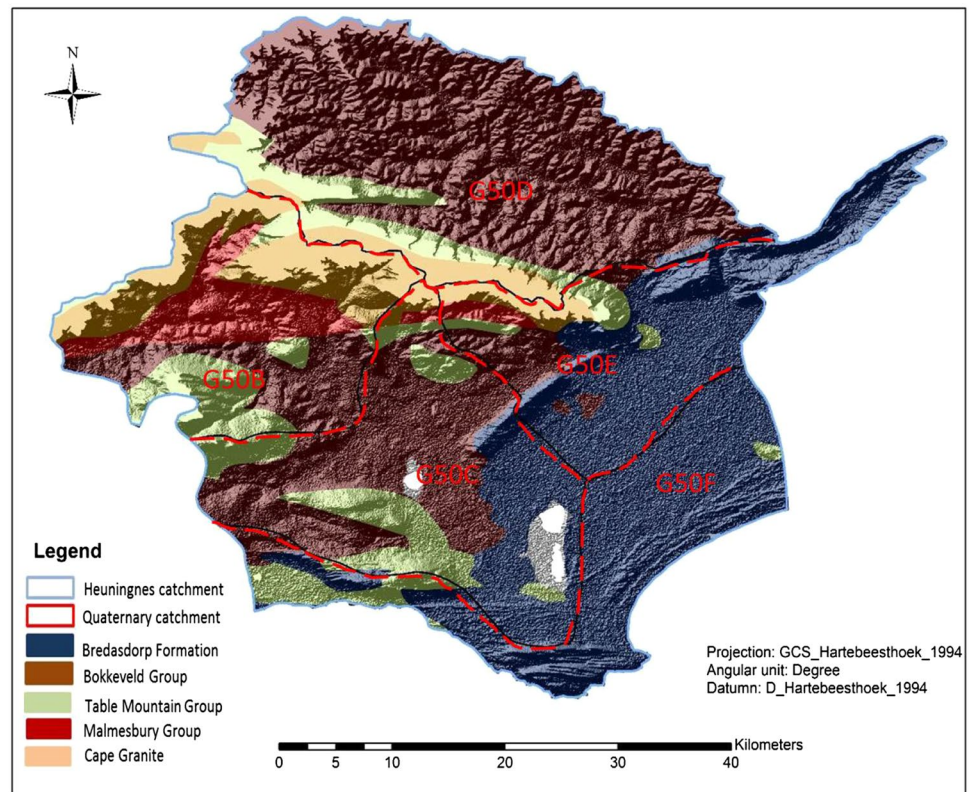 N
G50D
G50E
G50B
G50C
G50F
Legend
Heuningnes catchment
Quaternary catchment
Bredasdorp Formation
Bokkeveld Group
Table Mountain Group
Malmesbury Group
Cape Granite
Projection: GCS_Hartebeesthoek_1994
Angular unit: Degree
Datumn: D_Hartebeesthoek_1994
Kilometers
0 5 10 20 30 40